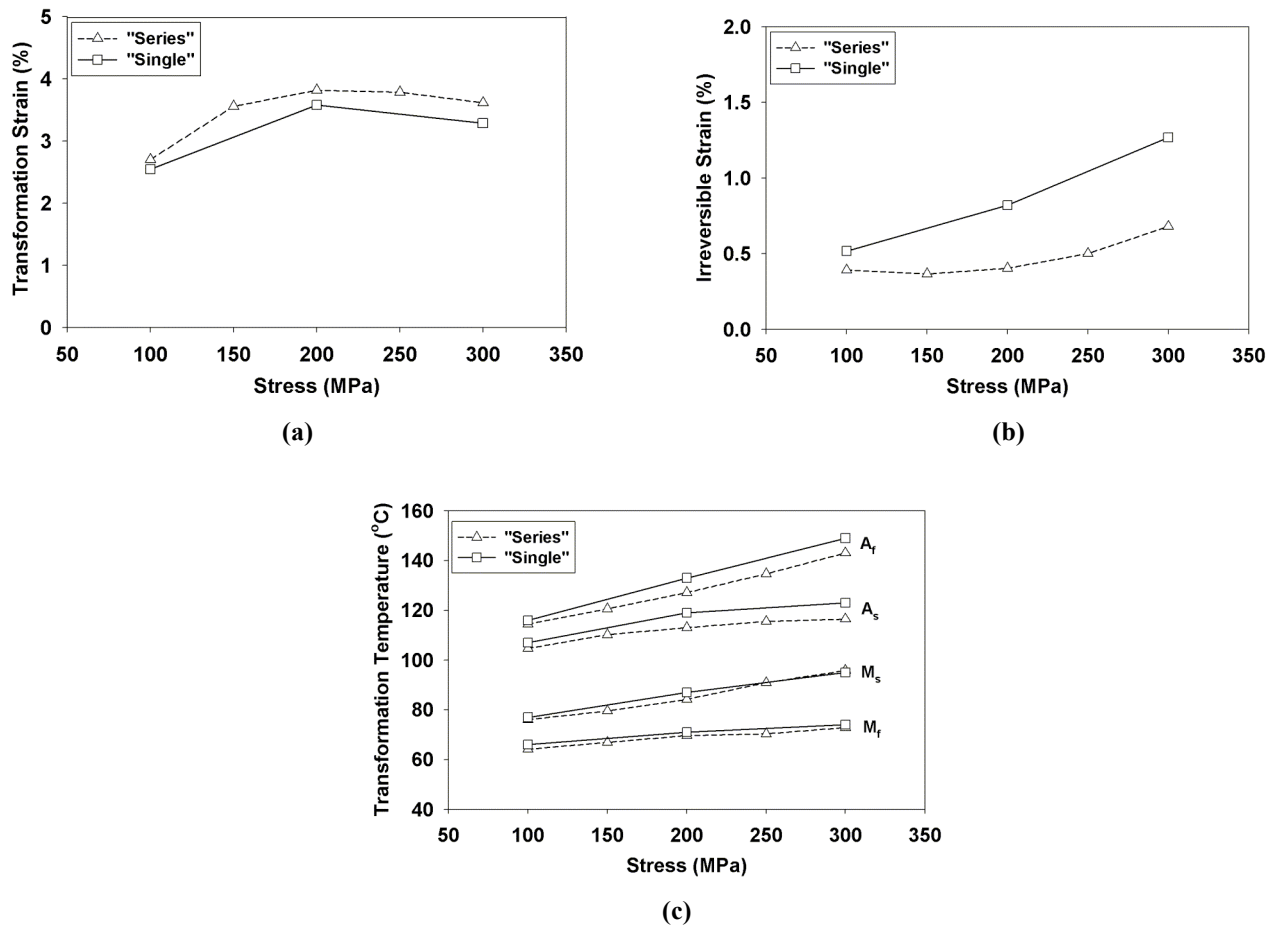 Transformation Strain (%)
5
4
3
2
1
0
"Series"
"Single"
50 100 150 200 250 300 350
Stress (MPa)
(a)
Irreversible Strain (%)
2.0
1.5
1.0
0.5
0.0
"Series"
"Single"
50 100 150 200 250 300 350
Stress (MPa)
(b)
Transformation Temperature (°C)
160
140
120
100
80
60
40
"Series"
"Single"
Af
As
Ms
Mf
50 100 150 200 250 300 350
Stress (MPa)
(c)